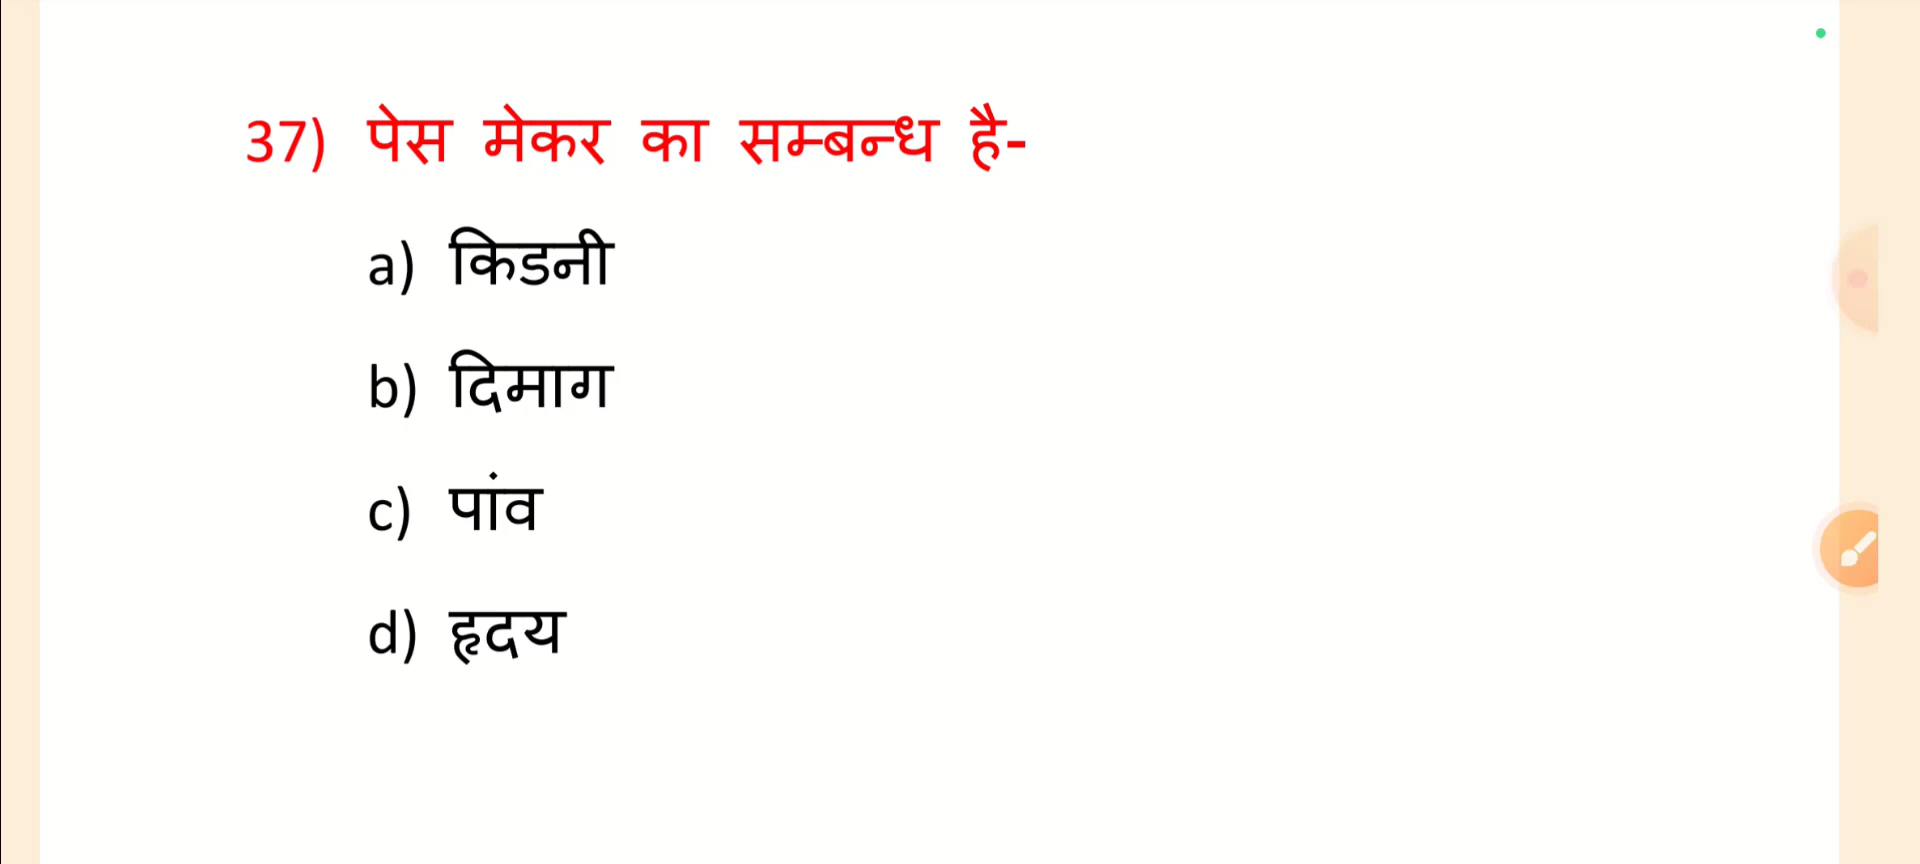 37) पेस मेकर का सम्बन्ध है-
a) किडनी
b) दिमाग
c) पांव
d) हृदय